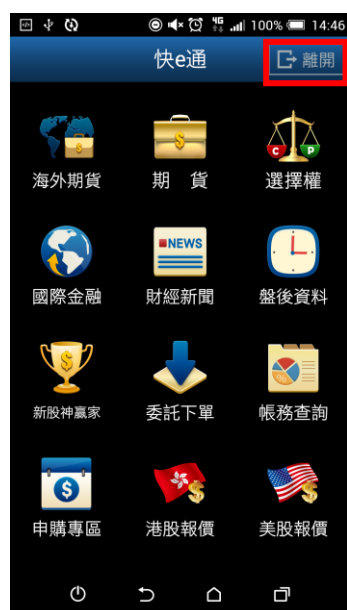 4G 100% 14:46
快e通 離開
海外期貨 期 貨 選擇權
C P
NEWS
國際金融 財經新聞 盤後資料
新股神贏家 委託下單 帳務查詢
申購專區 港股報價 美股報價